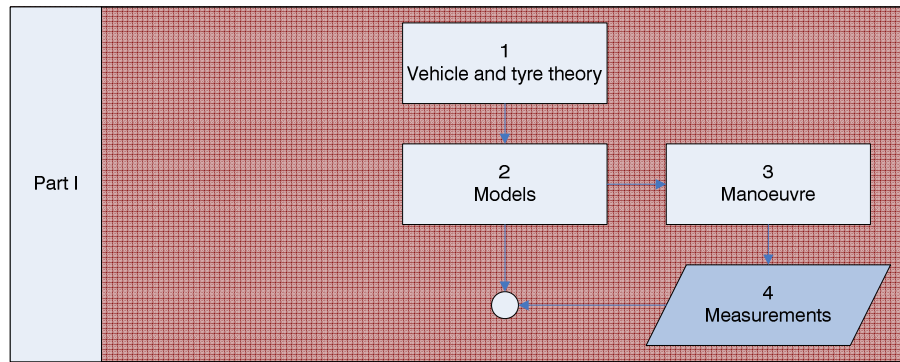 Part I
1
Vehicle and tyre theory
2
Models
3
Manoeuvre
4
Measurements